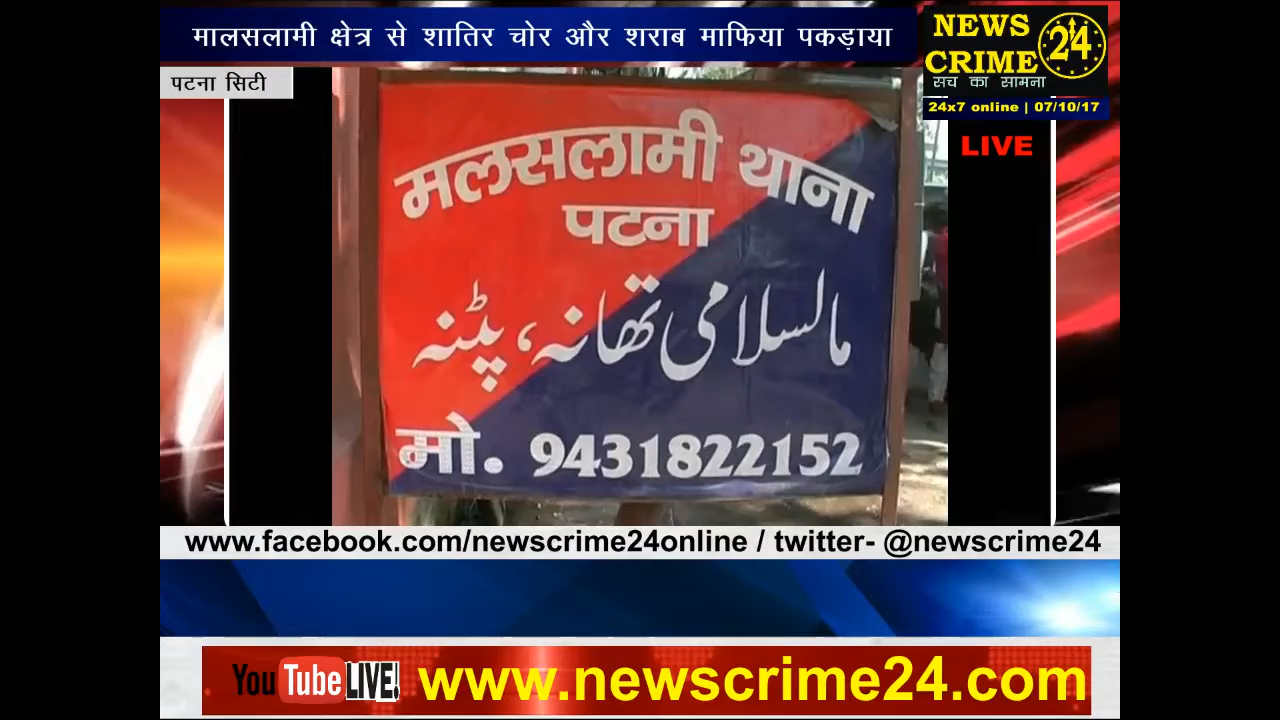 मालसलामी क्षेत्र से शातिर चोर और शराब माफिया पकड़ाया
NEWS
CRIME 24
सच का सामना
24x7 online | 07/10/17
पटना सिटी
LIVE
मलसलामी थाना
पटना
مالسلامی تھانہ، پٹنہ
मो. 9431822152
www.facebook.com/newscrime24online / twitter- @newscrime24
YouTube LIVE! www.newscrime24.com